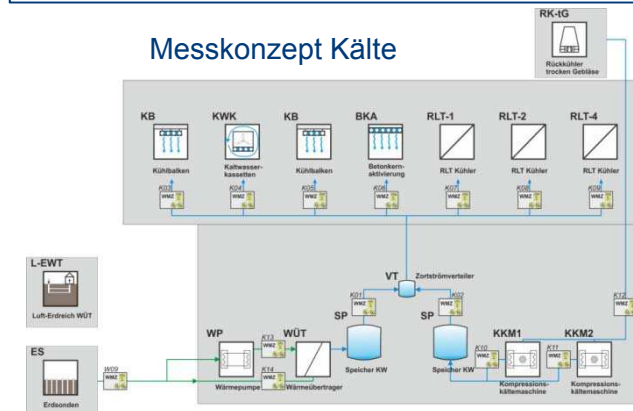 Messkonzept Kälte
RK-tG
Rückkühler
trocken Gebläse
KB
KWK
KB
BKA
RLT-1
RLT-2
RLT-4
Kühlbalken
Kaltwasser-
kassetten
Kühlbalken
Betonkern-
aktivierung
RLT Kühler
RLT Kühler
RLT Kühler
K03
WMZ
K04
WMZ
K05
WMZ
K06
WMZ
K07
WMZ
K08
WMZ
K09
WMZ
L-EWT
Luft-Erdreich WÜT
VT
Zortströmverteiler
K01
WMZ
K02
WMZ
K12
WMZ
SP
SP
WP
K13
WMZ
WÜT
KKM1
KKM2
K10
WMZ
K11
WMZ
ES
W09
WMZ
K14
WMZ
Speicher KW
Speicher KW
Wärmepumpe
Wärmeübertrager
Kompressions-
kältemaschine
Kompressions-
kältemaschine
Erdsonden